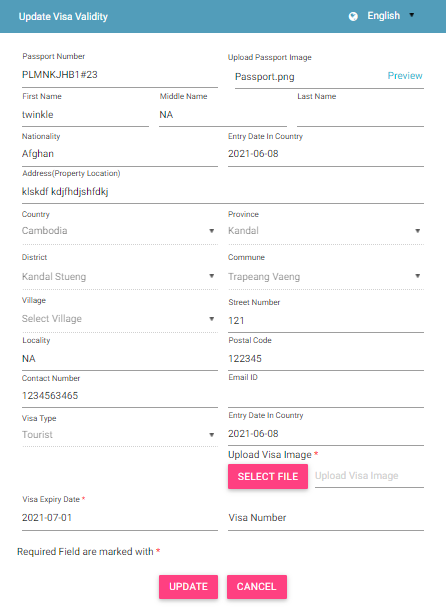 Update Visa Validity
English
Passport Number
Upload Passport Image
PLMNKJHB1#23
Passport.png
Preview
First Name
Middle Name
Last Name
twinkle
NA
Nationality
Entry Date In Country
Afghan
2021-06-08
Address(Property Location)
klskdf kdjfhdjshfdkj
Country
Province
Cambodia
Kandal
District
Commune
Kandal Stueng
Trapeang Vaeng
Village
Street Number
Select Village
121
Locality
Postal Code
NA
122345
Contact Number
Email ID
1234563465
Visa Type
Entry Date In Country
Tourist
2021-06-08
Upload Visa Image *
SELECT FILE
Upload Visa Image
Visa Expiry Date *
2021-07-01
Visa Number
Required Field are marked with *
UPDATE
CANCEL